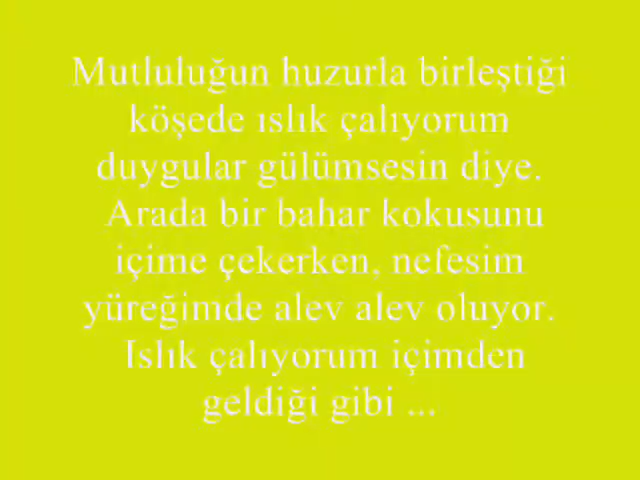 Mutluluğun huzurla birleştiği
köşede ıslık çalıyorum
duygular gülümsesin diye.
Arada bir bahar kokusunu
içime çekerken, nefesim
yüreğimde alev alev oluyor.
Islık çalıyorum içimden
geldiği gibi ...